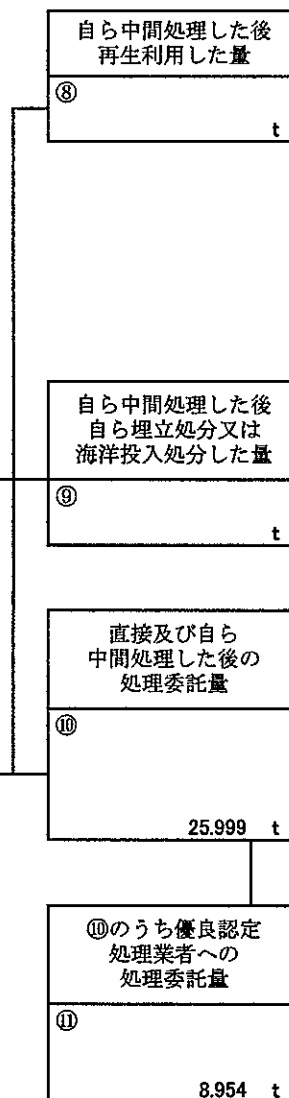 自ら中間処理した後
再生利用した量
⑧
t
自ら中間処理した後
自ら埋立処分又は
海洋投入処分した量
⑨
t
直接及び自ら
中間処理した後の
処理委託量
⑩
25.999 t
⑩のうち優良認定
処理業者への
処理委託量
⑪
8.954 t